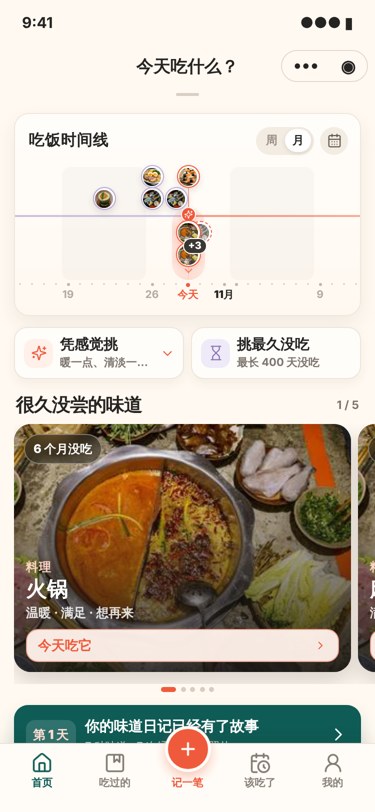 9:41
今天吃什么？
吃饭时间线
周 月
+3
19 26 今天 11月 9
凭感觉挑
暖一点、清淡一...
挑最久没吃
最长 400 天没吃
很久没尝的味道
1 / 5
6 个月没吃
料理
火锅
温暖 · 满足 · 想再来
今天吃它
第 1 天
你的味道日记已经有了故事
首页
吃过的
记一笔
该吃了
我的